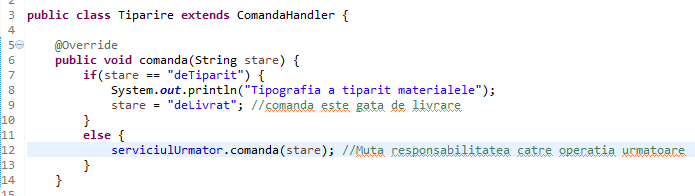 2
3 public class Tiparire extends ComandaHandler {
4
5 @Override
6 public void comanda(String stare) {
7 if(stare == "deTiparit") {
8 System.out.println("Tipografia a tiparit materialele");
9 stare = "deLivrat"; //comanda este gata de livrare
10 }
11 else {
12 serviciulUrmator.comanda(stare); //Muta responsabilitatea catre operatia urmatoare
13 }
14 }
15